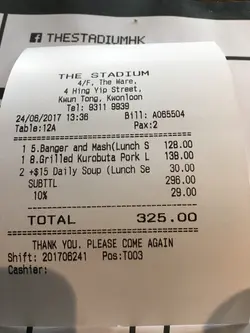 THESTADIUMHK
THE STADIUM
4/F, The Ware,
4 Hing Yip Street,
Kwun Tong, Kwonloon
Tel: 9311 9939
24/06/2017 13:36 Bill: A065504
Table:12A Pax:2
1 5.Banger and Mash(Lunch S 128.00
1 8.Grilled Kurobuta Pork L 138.00
2 +$15 Daily Soup (Lunch Se 30.00
SUBTTL 296.00
10% 29.00
TOTAL 325.00
THANK YOU. PLEASE COME AGAIN
Shift: 201706241 Pos:T003
Cashier: